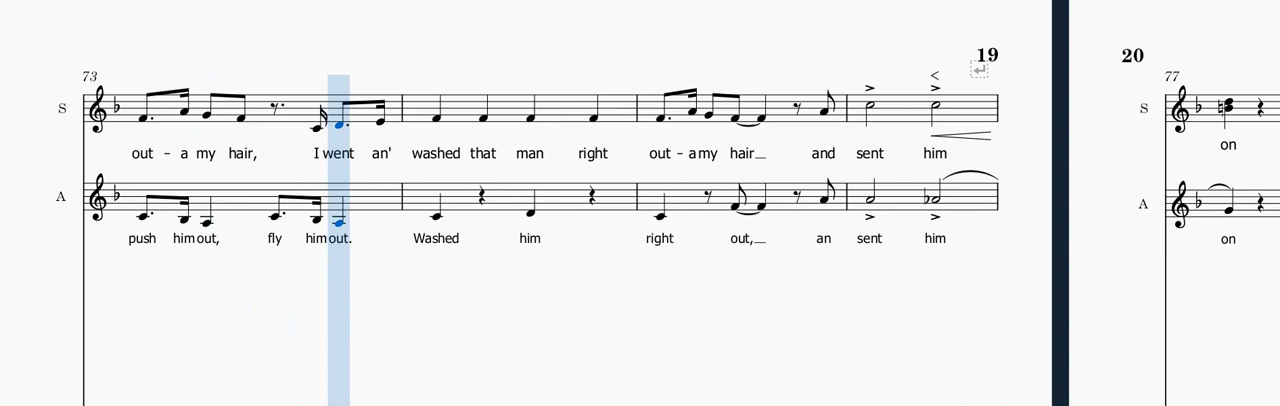 19
20
73
77
S
out - a my hair, I went an' washed that man right out - a my hair_ and sent him
S
on
A
push him out, fly him out. Washed him right out,_ an sent him
A
on